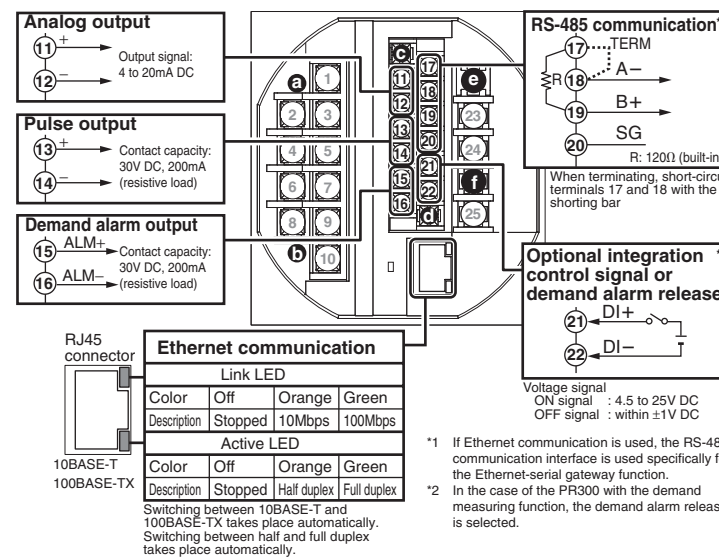 Analog output
11 +
12 −
Output signal:
4 to 20mA DC
Pulse output
13 +
14 −
Contact capacity:
30V DC, 200mA
(resistive load)
Demand alarm output
15 ALM+
16 ALM−
Contact capacity:
30V DC, 200mA
(resistive load)
a
b
c
d
e
f
1
2
3
4
5
6
7
8
9
10
11
12
13
14
15
16
17
18
19
20
21
22
23
24
25
RS-485 communication
17 TERM
R 18 A−
19 B+
20 SG
R: 120Ω (built-in
When terminating, short-circu
terminals 17 and 18 with the
shorting bar
Optional integration *
control signal or
demand alarm release
21 DI+
22 DI−
Voltage signal
ON signal : 4.5 to 25V DC
OFF signal : within ±1V DC
RJ45
connector
10BASE-T
100BASE-TX
Ethernet communication
Link LED
Color Off Orange Green
Description Stopped 10Mbps 100Mbps
Active LED
Color Off Orange Green
Description Stopped Half duplex Full duplex
Switching between 10BASE-T and
100BASE-TX takes place automatically.
Switching between half and full duplex
takes place automatically.
*1 If Ethernet communication is used, the RS-48
communication interface is used specifically f
the Ethernet-serial gateway function.
*2 In the case of the PR300 with the demand
measuring function, the demand alarm releas
is selected.